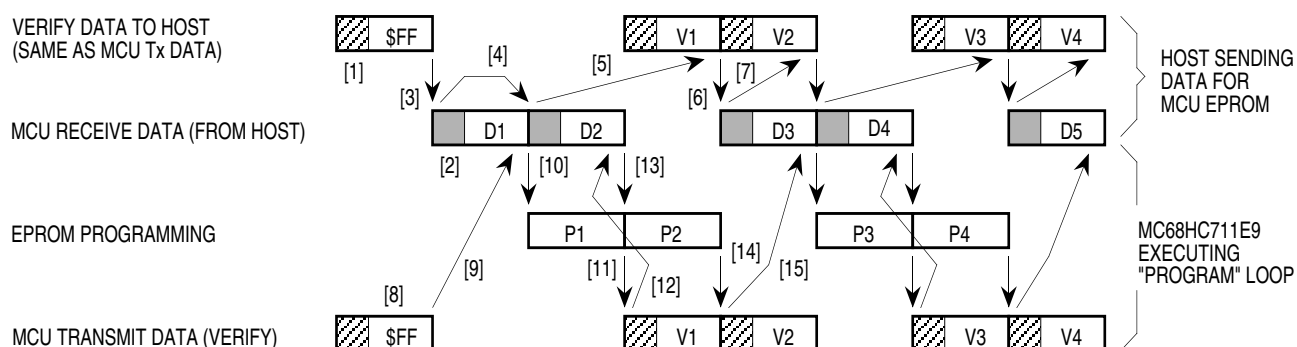 VERIFY DATA TO HOST
(SAME AS MCU Tx DATA)
$FF
V1
V2
V3
V4
[1]
[3]
[4]
[5]
[6]
[7]
HOST SENDING
DATA FOR
MCU EPROM
MCU RECEIVE DATA (FROM HOST)
D1
D2
D3
D4
D5
[2]
[10]
[13]
EPROM PROGRAMMING
P1
P2
P3
P4
[9]
[11]
[12]
[14]
[15]
MC68HC711E9
EXECUTING
"PROGRAM" LOOP
[8]
MCU TRANSMIT DATA (VERIFY)
$FF
V1
V2
V3
V4